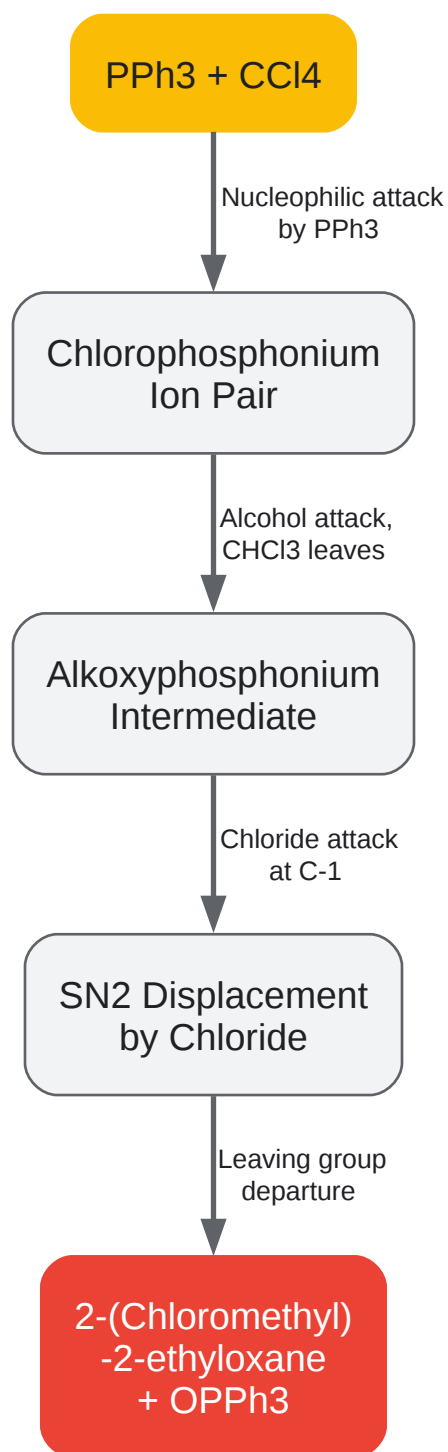 PPh3 + CCl4
Nucleophilic attack
by PPh3
Chlorophosphonium
Ion Pair
Alcohol attack,
CHCl3 leaves
Alkoxyphosphonium
Intermediate
Chloride attack
at C-1
SN2 Displacement
by Chloride
Leaving group
departure
2-(Chloromethyl)
-2-ethyloxane
+ OPPh3